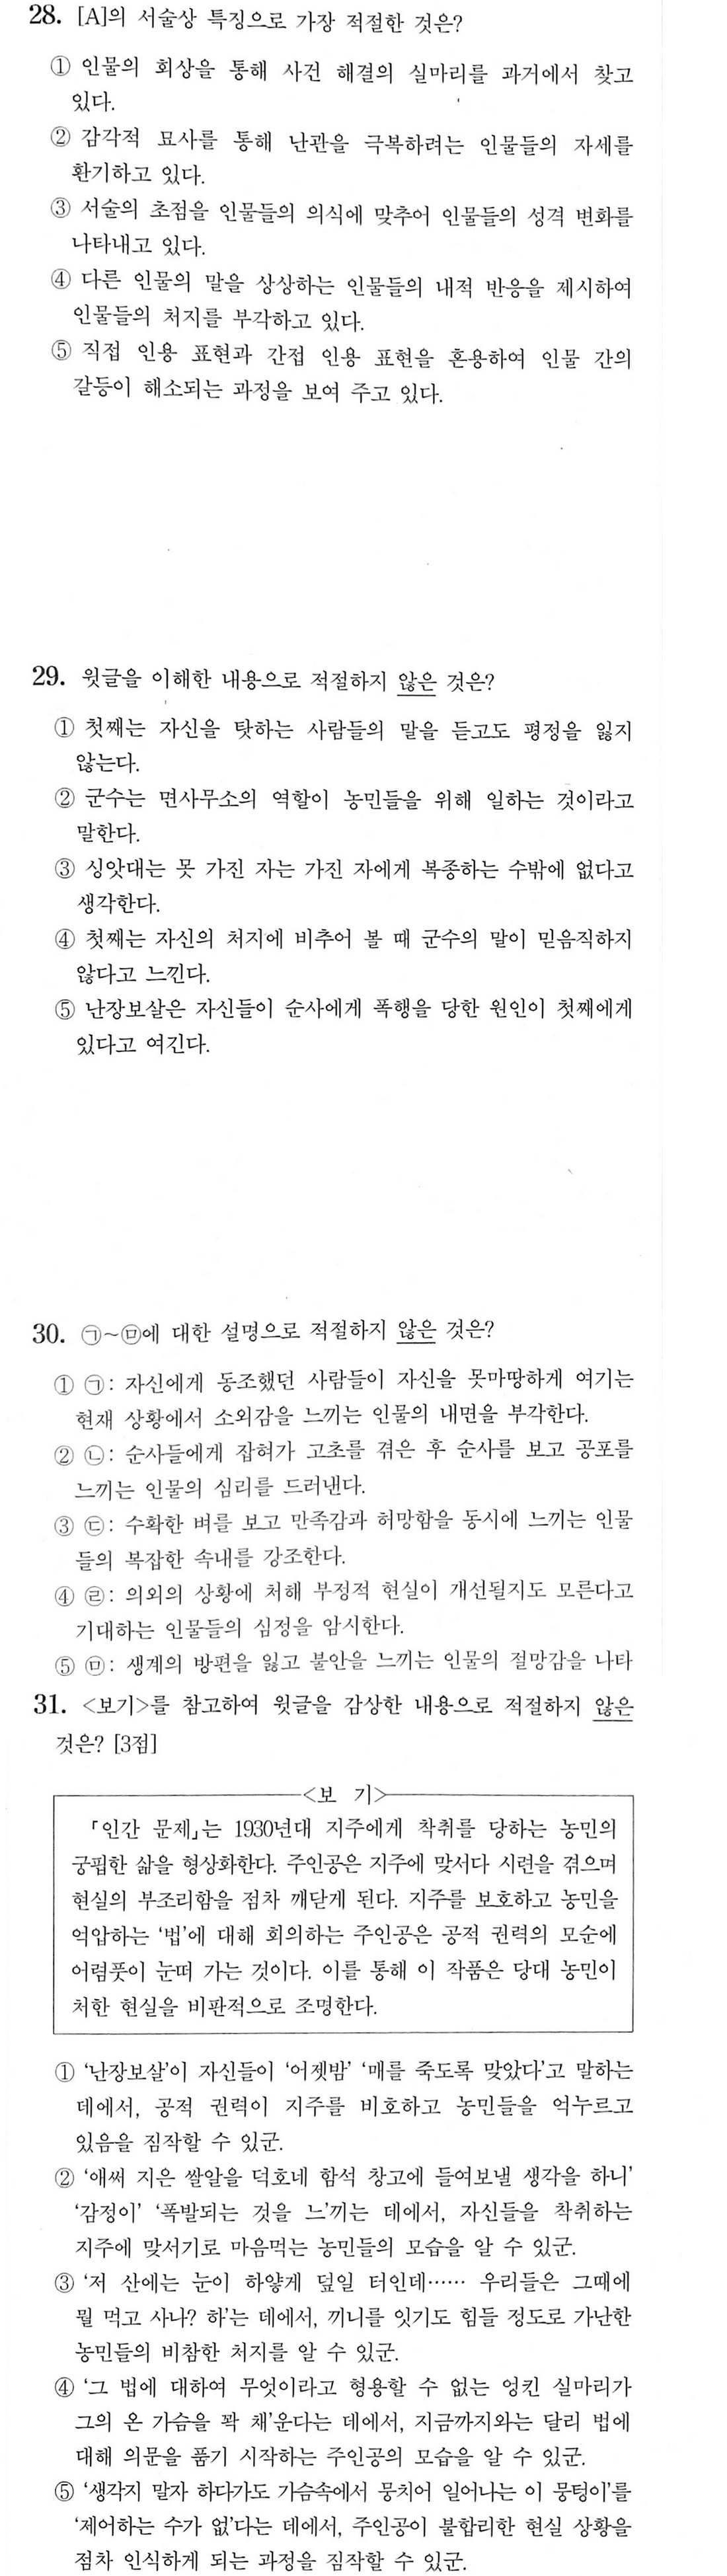 28. [A]의 서술상 특징으로 가장 적절한 것은?
① 인물의 회상을 통해 사건 해결의 실마리를 과거에서 찾고
있다.
② 감각적 묘사를 통해 난관을 극복하려는 인물들의 자세를
환기하고 있다.
③ 서술의 초점을 인물들의 의식에 맞추어 인물들의 성격 변화를
나타내고 있다.
④ 다른 인물의 말을 상상하는 인물들의 내적 반응을 제시하여
인물들의 처지를 부각하고 있다.
⑤ 직접 인용 표현과 간접 인용 표현을 혼용하여 인물 간의
갈등이 해소되는 과정을 보여 주고 있다.
29. 윗글을 이해한 내용으로 적절하지 않은 것은?
① 첫째는 자신을 탓하는 사람들의 말을 듣고도 평정을 잃지
않는다.
② 군수는 면사무소의 역할이 농민들을 위해 일하는 것이라고
말한다.
③ 싱앗대는 못 가진 자는 가진 자에게 복종하는 수밖에 없다고
생각한다.
④ 첫째는 자신의 처지에 비추어 볼 때 군수의 말이 믿음직하지
않다고 느낀다.
⑤ 난장보살은 자신들이 순사에게 폭행을 당한 원인이 첫째에게
있다고 여긴다.
30. ㉠~㉤에 대한 설명으로 적절하지 않은 것은?
① ㉠: 자신에게 동조했던 사람들이 자신을 못마땅하게 여기는
현재 상황에서 소외감을 느끼는 인물의 내면을 부각한다.
② ㉡: 순사들에게 잡혀가 고초를 겪은 후 순사를 보고 공포를
느끼는 인물의 심리를 드러낸다.
③ ㉢: 수확한 벼를 보고 만족감과 허망함을 동시에 느끼는 인물
들의 복잡한 속내를 강조한다.
④ ㉣: 의외의 상황에 처해 부정적 현실이 개선될지도 모른다고
기대하는 인물들의 심정을 암시한다.
⑤ ㉤: 생계의 방편을 잃고 불안을 느끼는 인물의 절망감을 나타
31. <보기>를 참고하여 윗글을 감상한 내용으로 적절하지 않은
것은? [3점]
<보 기>
「인간 문제」는 1930년대 지주에게 착취를 당하는 농민의
궁핍한 삶을 형상화한다. 주인공은 지주에 맞서다 시련을 겪으며
현실의 부조리함을 점차 깨닫게 된다. 지주를 보호하고 농민을
억압하는 ‘법’에 대해 회의하는 주인공은 공적 권력의 모순에
어렴풋이 눈떠 가는 것이다. 이를 통해 이 작품은 당대 농민이
처한 현실을 비판적으로 조명한다.
① ‘난장보살’이 자신들이 ‘어젯밤’ ‘매를 죽도록 맞았다’고 말하는
데에서, 공적 권력이 지주를 비호하고 농민들을 억누르고
있음을 짐작할 수 있군.
② ‘애써 지은 쌀알을 덕호네 함석 창고에 들여보낼 생각을 하니’
‘감정이’ ‘폭발되는 것을 느’끼는 데에서, 자신들을 착취하는
지주에 맞서기로 마음먹는 농민들의 모습을 알 수 있군.
③ ‘저 산에는 눈이 하얗게 덮일 터인데…… 우리들은 그때에
뭘 먹고 사나? 하’는 데에서, 끼니를 잇기도 힘들 정도로 가난한
농민들의 비참한 처지를 알 수 있군.
④ ‘그 법에 대하여 무엇이라고 형용할 수 없는 엉킨 실마리가
그의 온 가슴을 꽉 채’운다는 데에서, 지금까지와는 달리 법에
대해 의문을 품기 시작하는 주인공의 모습을 알 수 있군.
⑤ ‘생각지 말자 하다가도 가슴속에서 뭉치어 일어나는 이 뭉텅이’를
‘제어하는 수가 없’다는 데에서, 주인공이 불합리한 현실 상황을
점차 인식하게 되는 과정을 짐작할 수 있군.